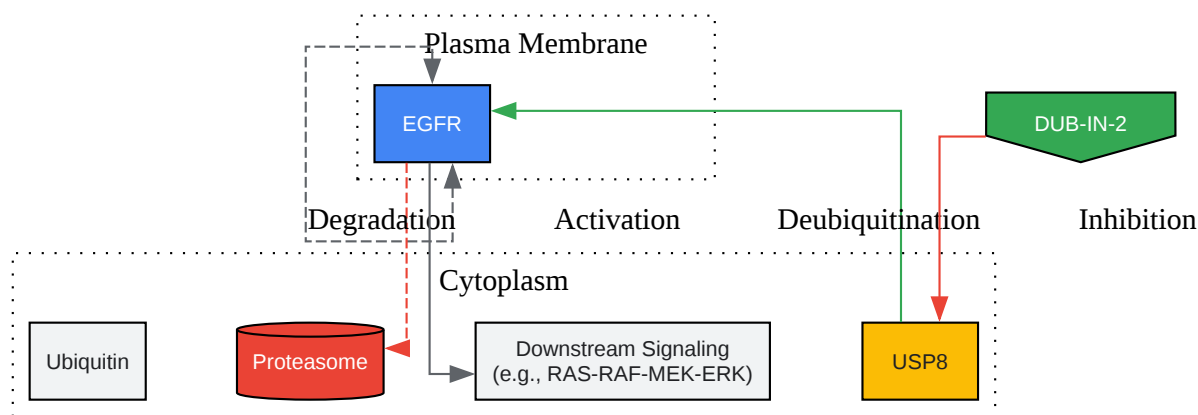 Plasma Membrane
EGFR
DUB-IN-2
Degradation
Activation
Deubiquitination
Inhibition
Cytoplasm
Ubiquitin
Proteasome
Downstream Signaling
(e.g., RAS-RAF-MEK-ERK)
USP8